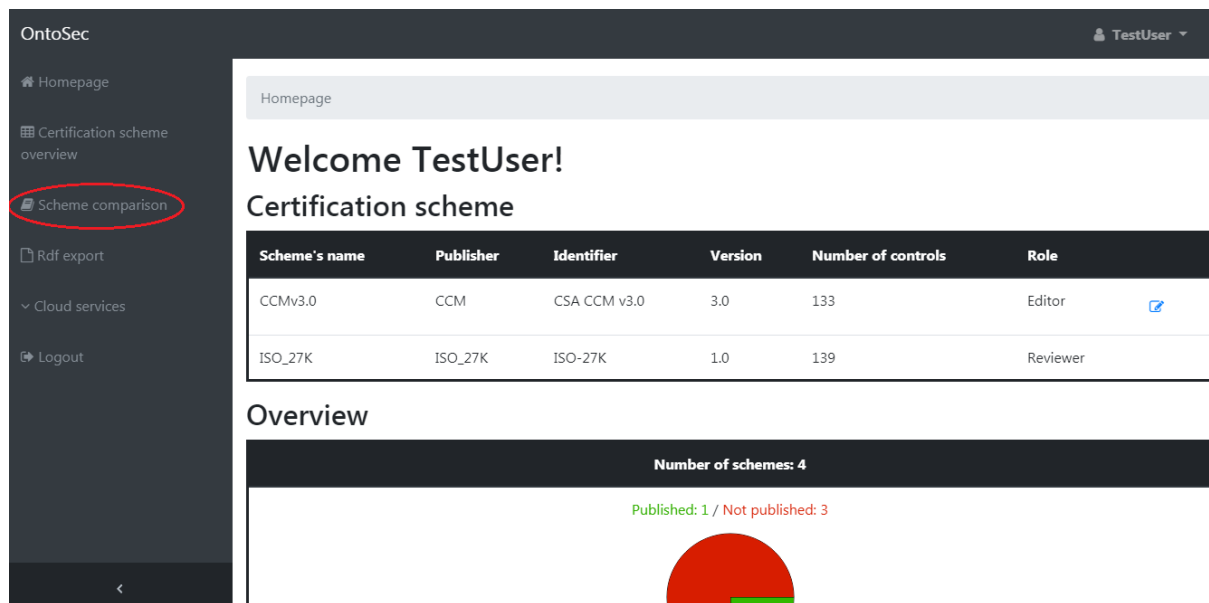 OntoSec
TestUser
Homepage
Certification scheme
overview
Scheme comparison
Rdf export
Cloud services
Logout
Homepage
Welcome TestUser!
Certification scheme
Scheme's name Publisher Identifier Version Number of controls Role
CCMv3.0 CCM CSA CCM v3.0 3.0 133 Editor
ISO_27K ISO_27K ISO-27K 1.0 139 Reviewer
Overview
Number of schemes: 4
Published: 1 / Not published: 3